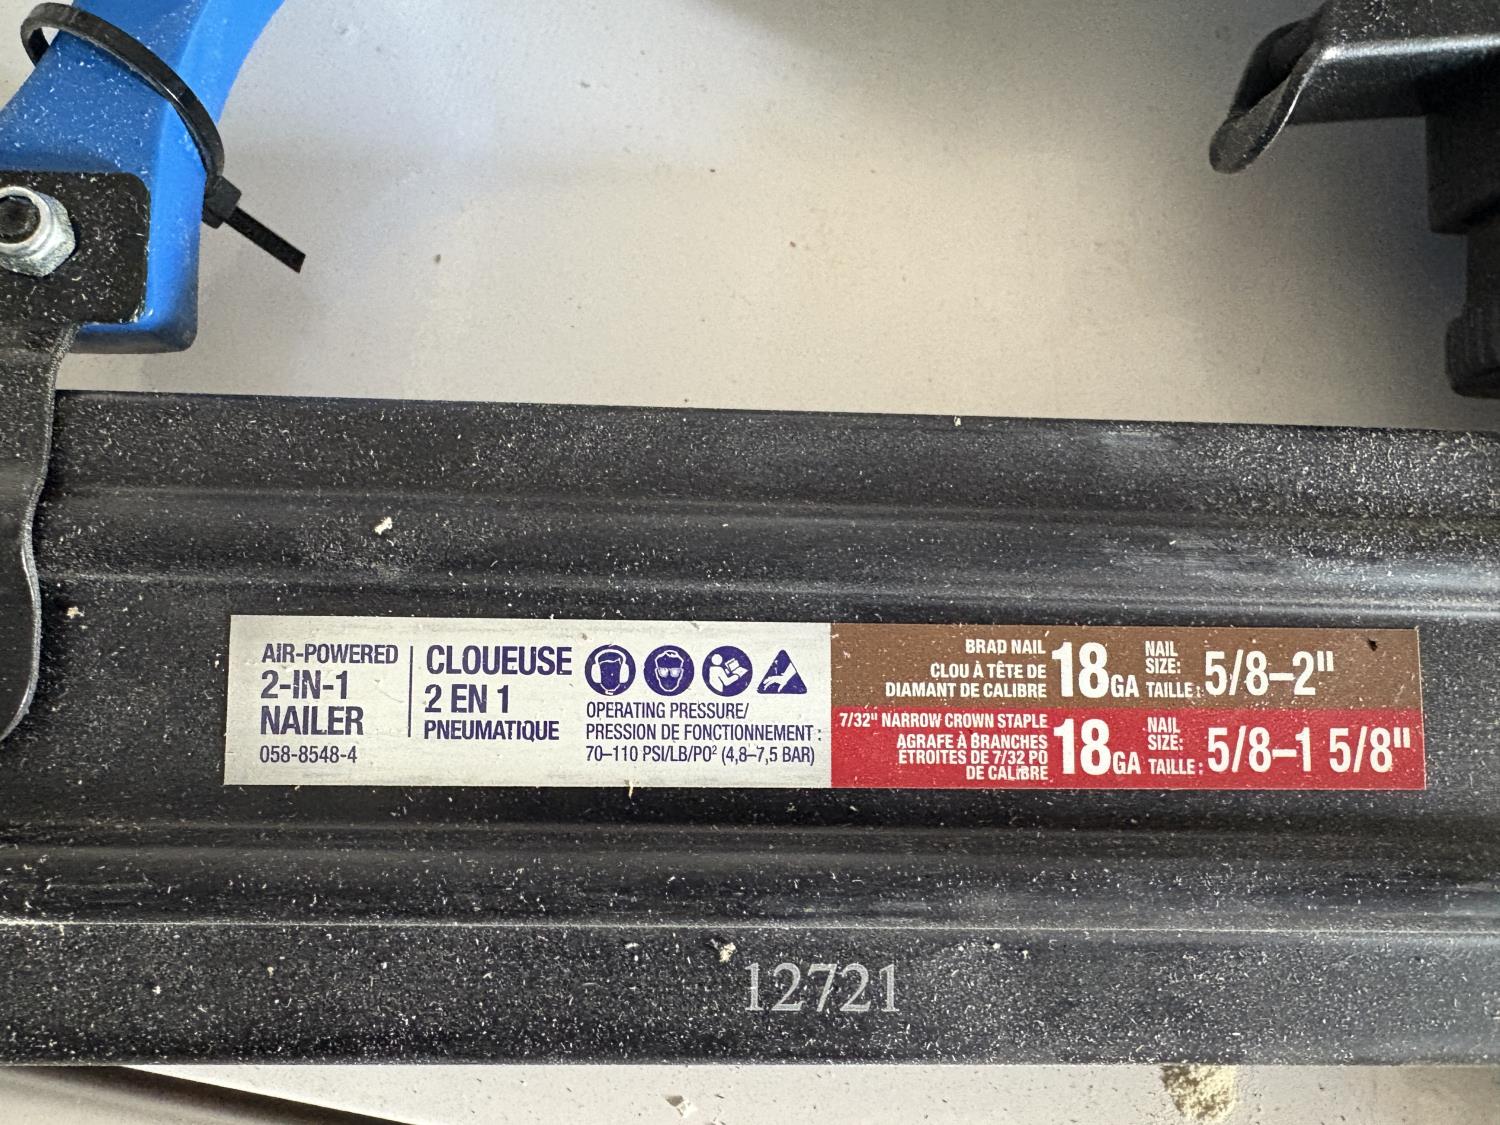 AIR-POWERED
2-IN-1
NAILER
058-8548-4
CLOUEUSE
2 EN 1
PNEUMATIQUE
OPERATING PRESSURE/
PRESSION DE FONCTIONNEMENT :
70–110 PSI/LB/PO² (4,8–7,5 BAR)
BRAD NAIL
CLOU À TÊTE DE
DIAMANT DE CALIBRE
18GA
NAIL
SIZE:
TAILLE :
5/8–2"
7/32" NARROW CROWN STAPLE
AGRAFE À BRANCHES
ÉTROITES DE 7/32 PO
DE CALIBRE
18GA
NAIL
SIZE:
TAILLE :
5/8–1 5/8"
12721